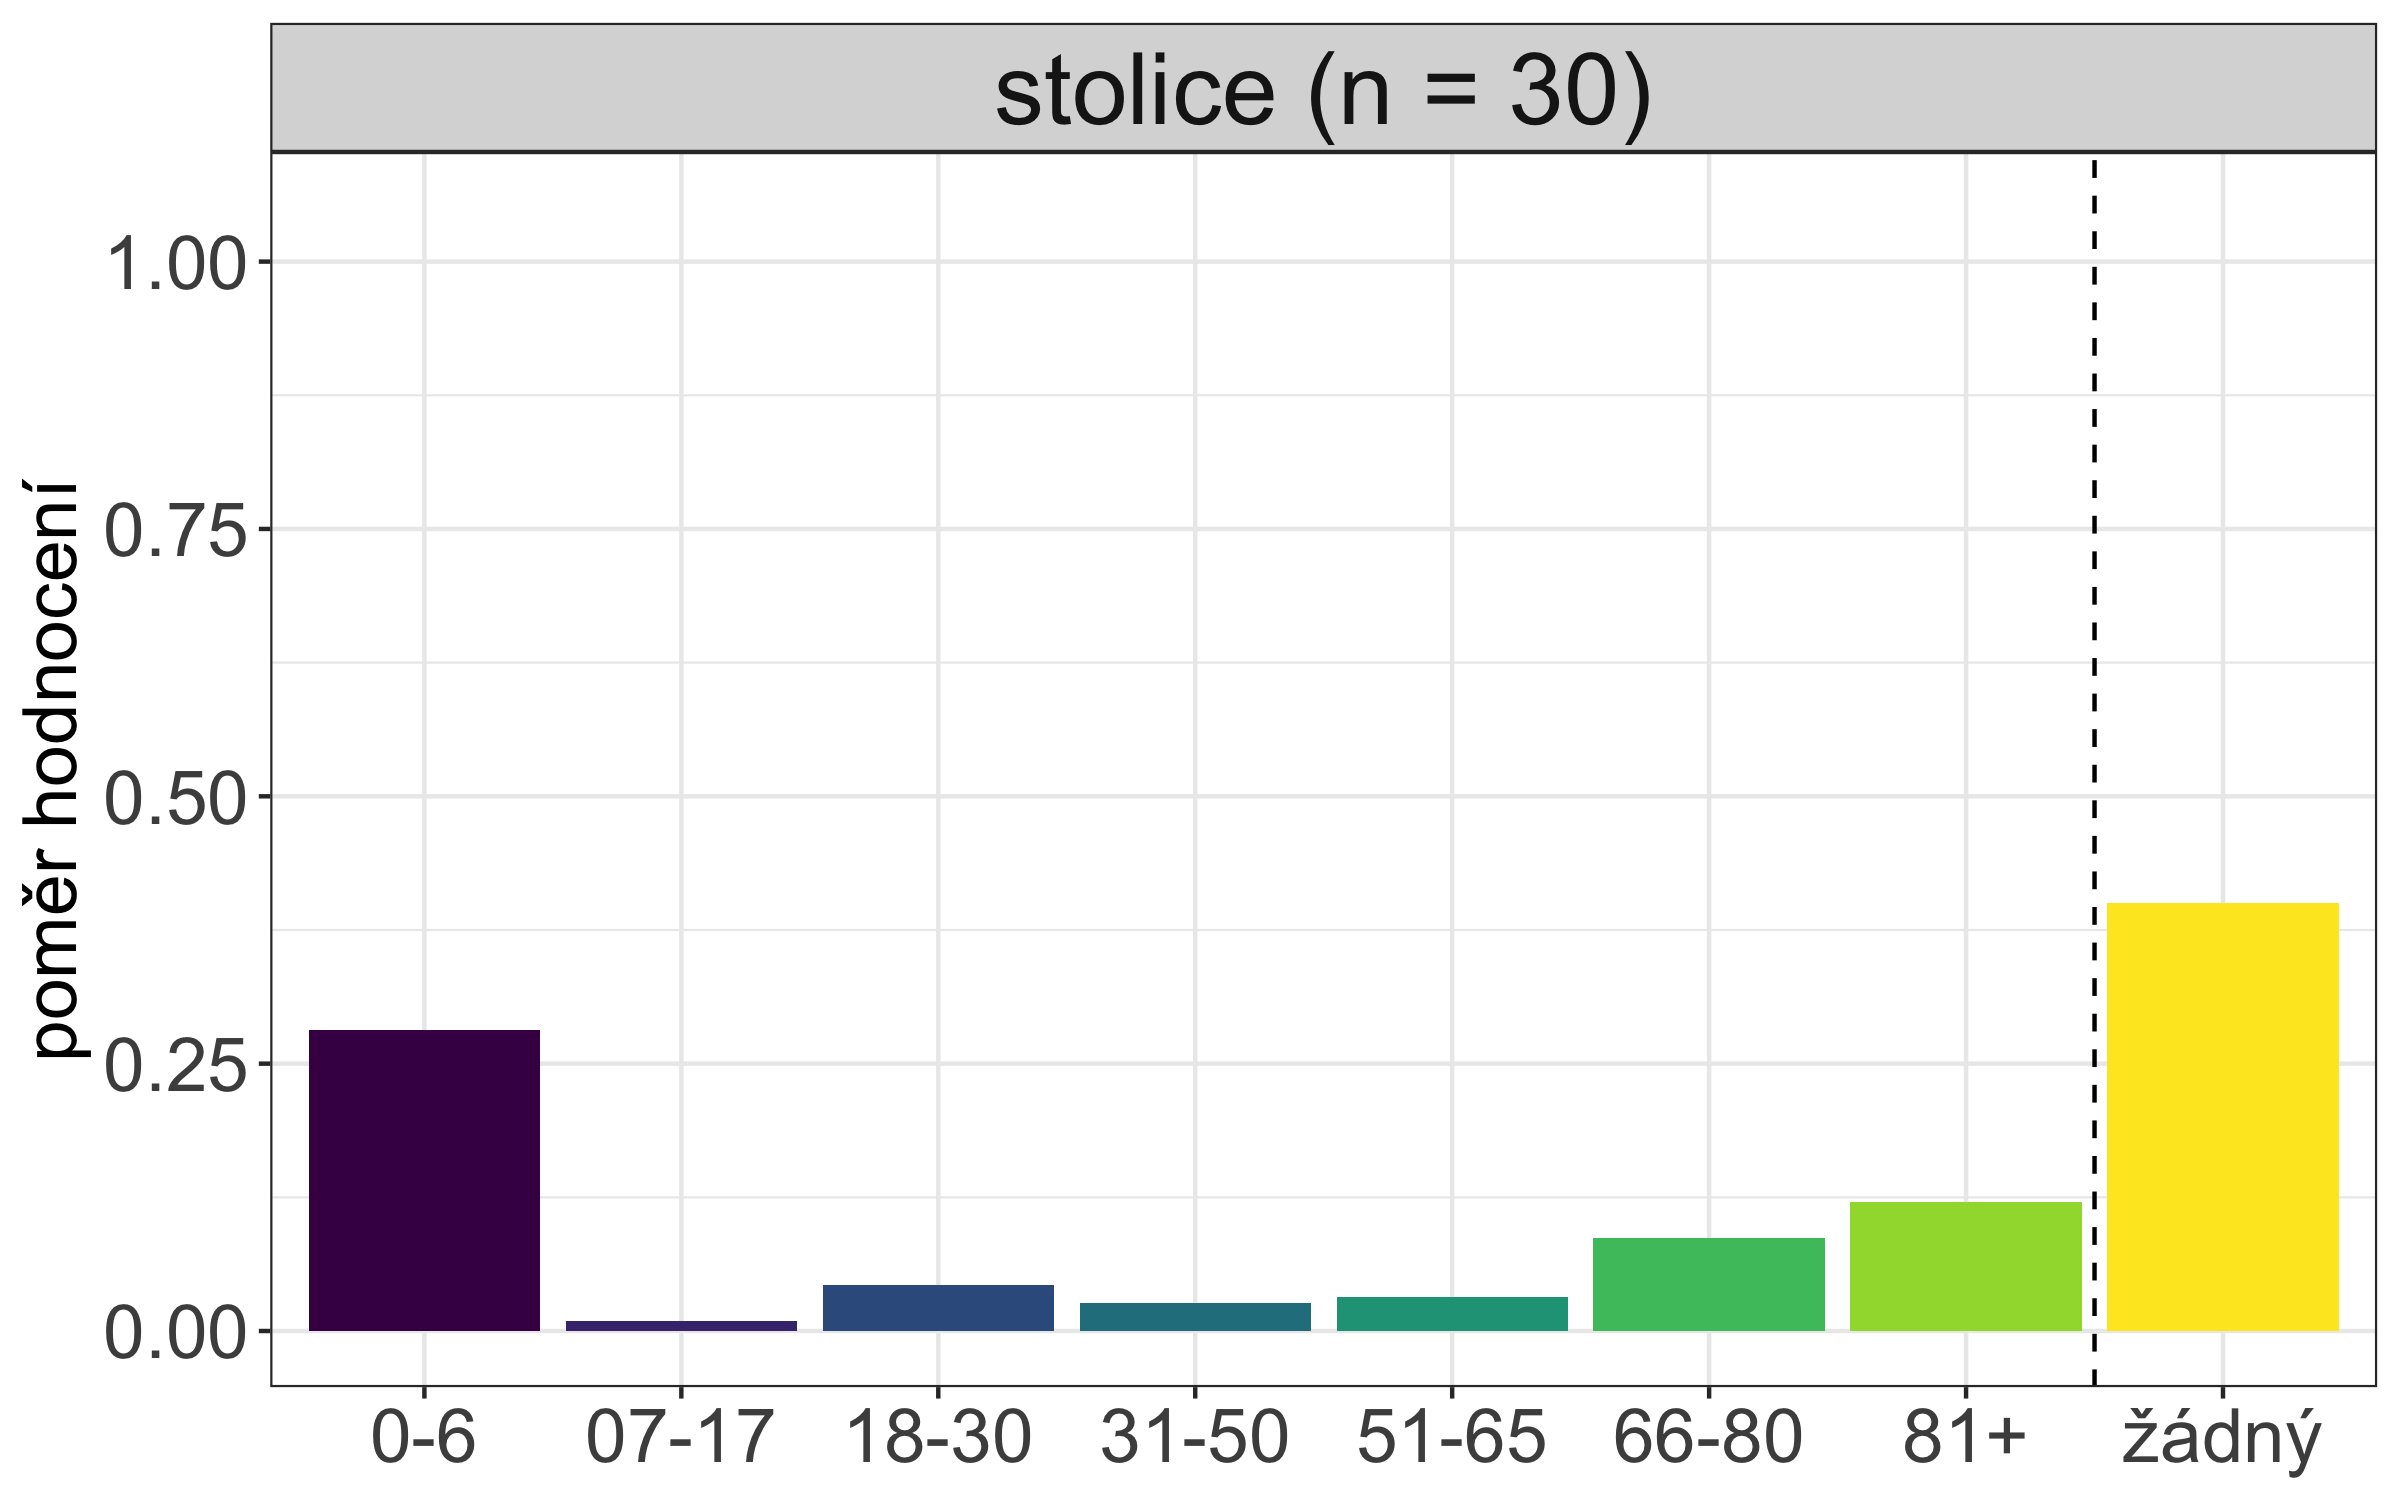 stolice (n = 30)
poměr hodnocení
1.00
0.75
0.50
0.25
0.00
0-6 07-17 18-30 31-50 51-65 66-80 81+ žádný